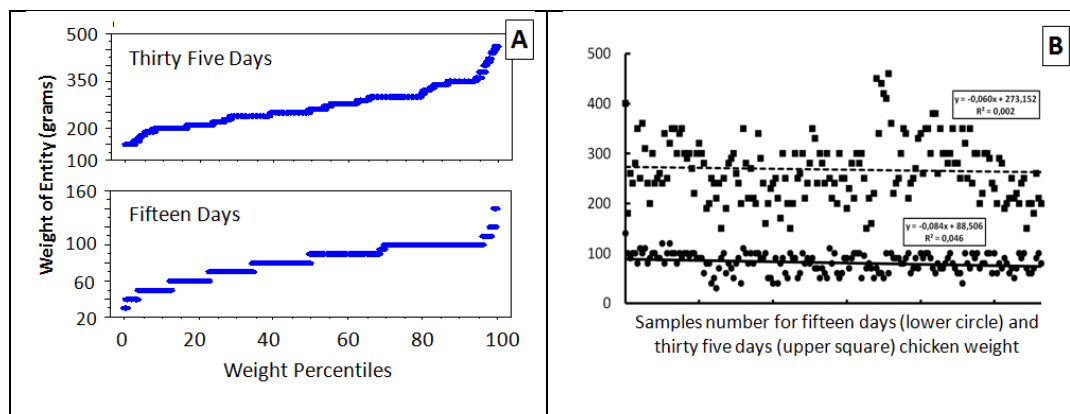 A
Thirty Five Days
500
350
200
100
Weight of Entity (grams)
Fifteen Days
160
100
60
20
0
20
40
60
80
100
Weight Percentiles
B
500
400
300
200
100
0
y = -0,060x + 273,152
R² = 0,002
y = -0,084x + 88,506
R² = 0,046
Samples number for fifteen days (lower circle) and
thirty five days (upper square) chicken weight